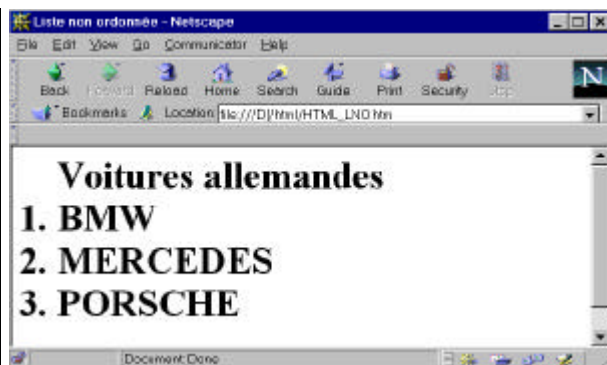 Liste non ordonnée - Netscape
File Edit View Go Communicator Help
Back Forward Reload Home Search Guide Print Security Stop
N
Bookmarks Location: file:///D|/html/HTML_LNO.htm
Voitures allemandes
1. BMW
2. MERCEDES
3. PORSCHE
Document: Done